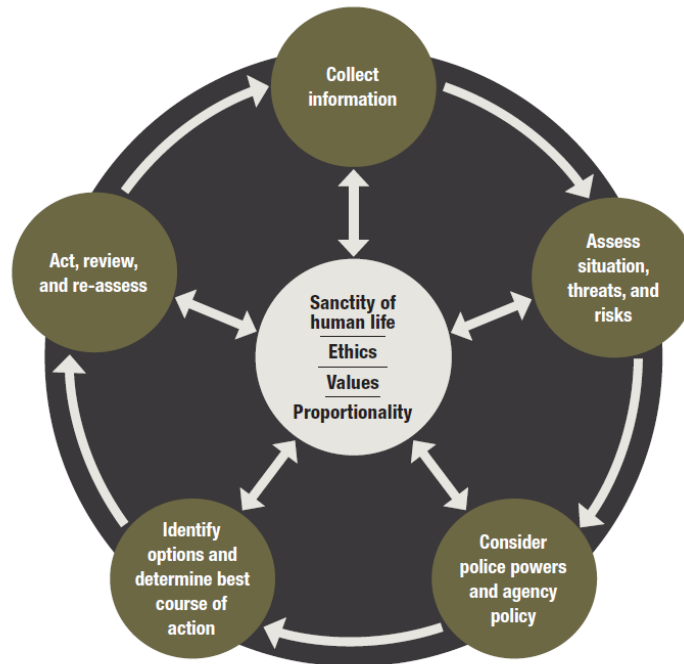 Collect
information
Assess
situation,
threats, and
risks
Consider
police powers
and agency
policy
Identify
options and
determine best
course of
action
Act, review,
and re-assess
Sanctity of
human life
Ethics
Values
Proportionality